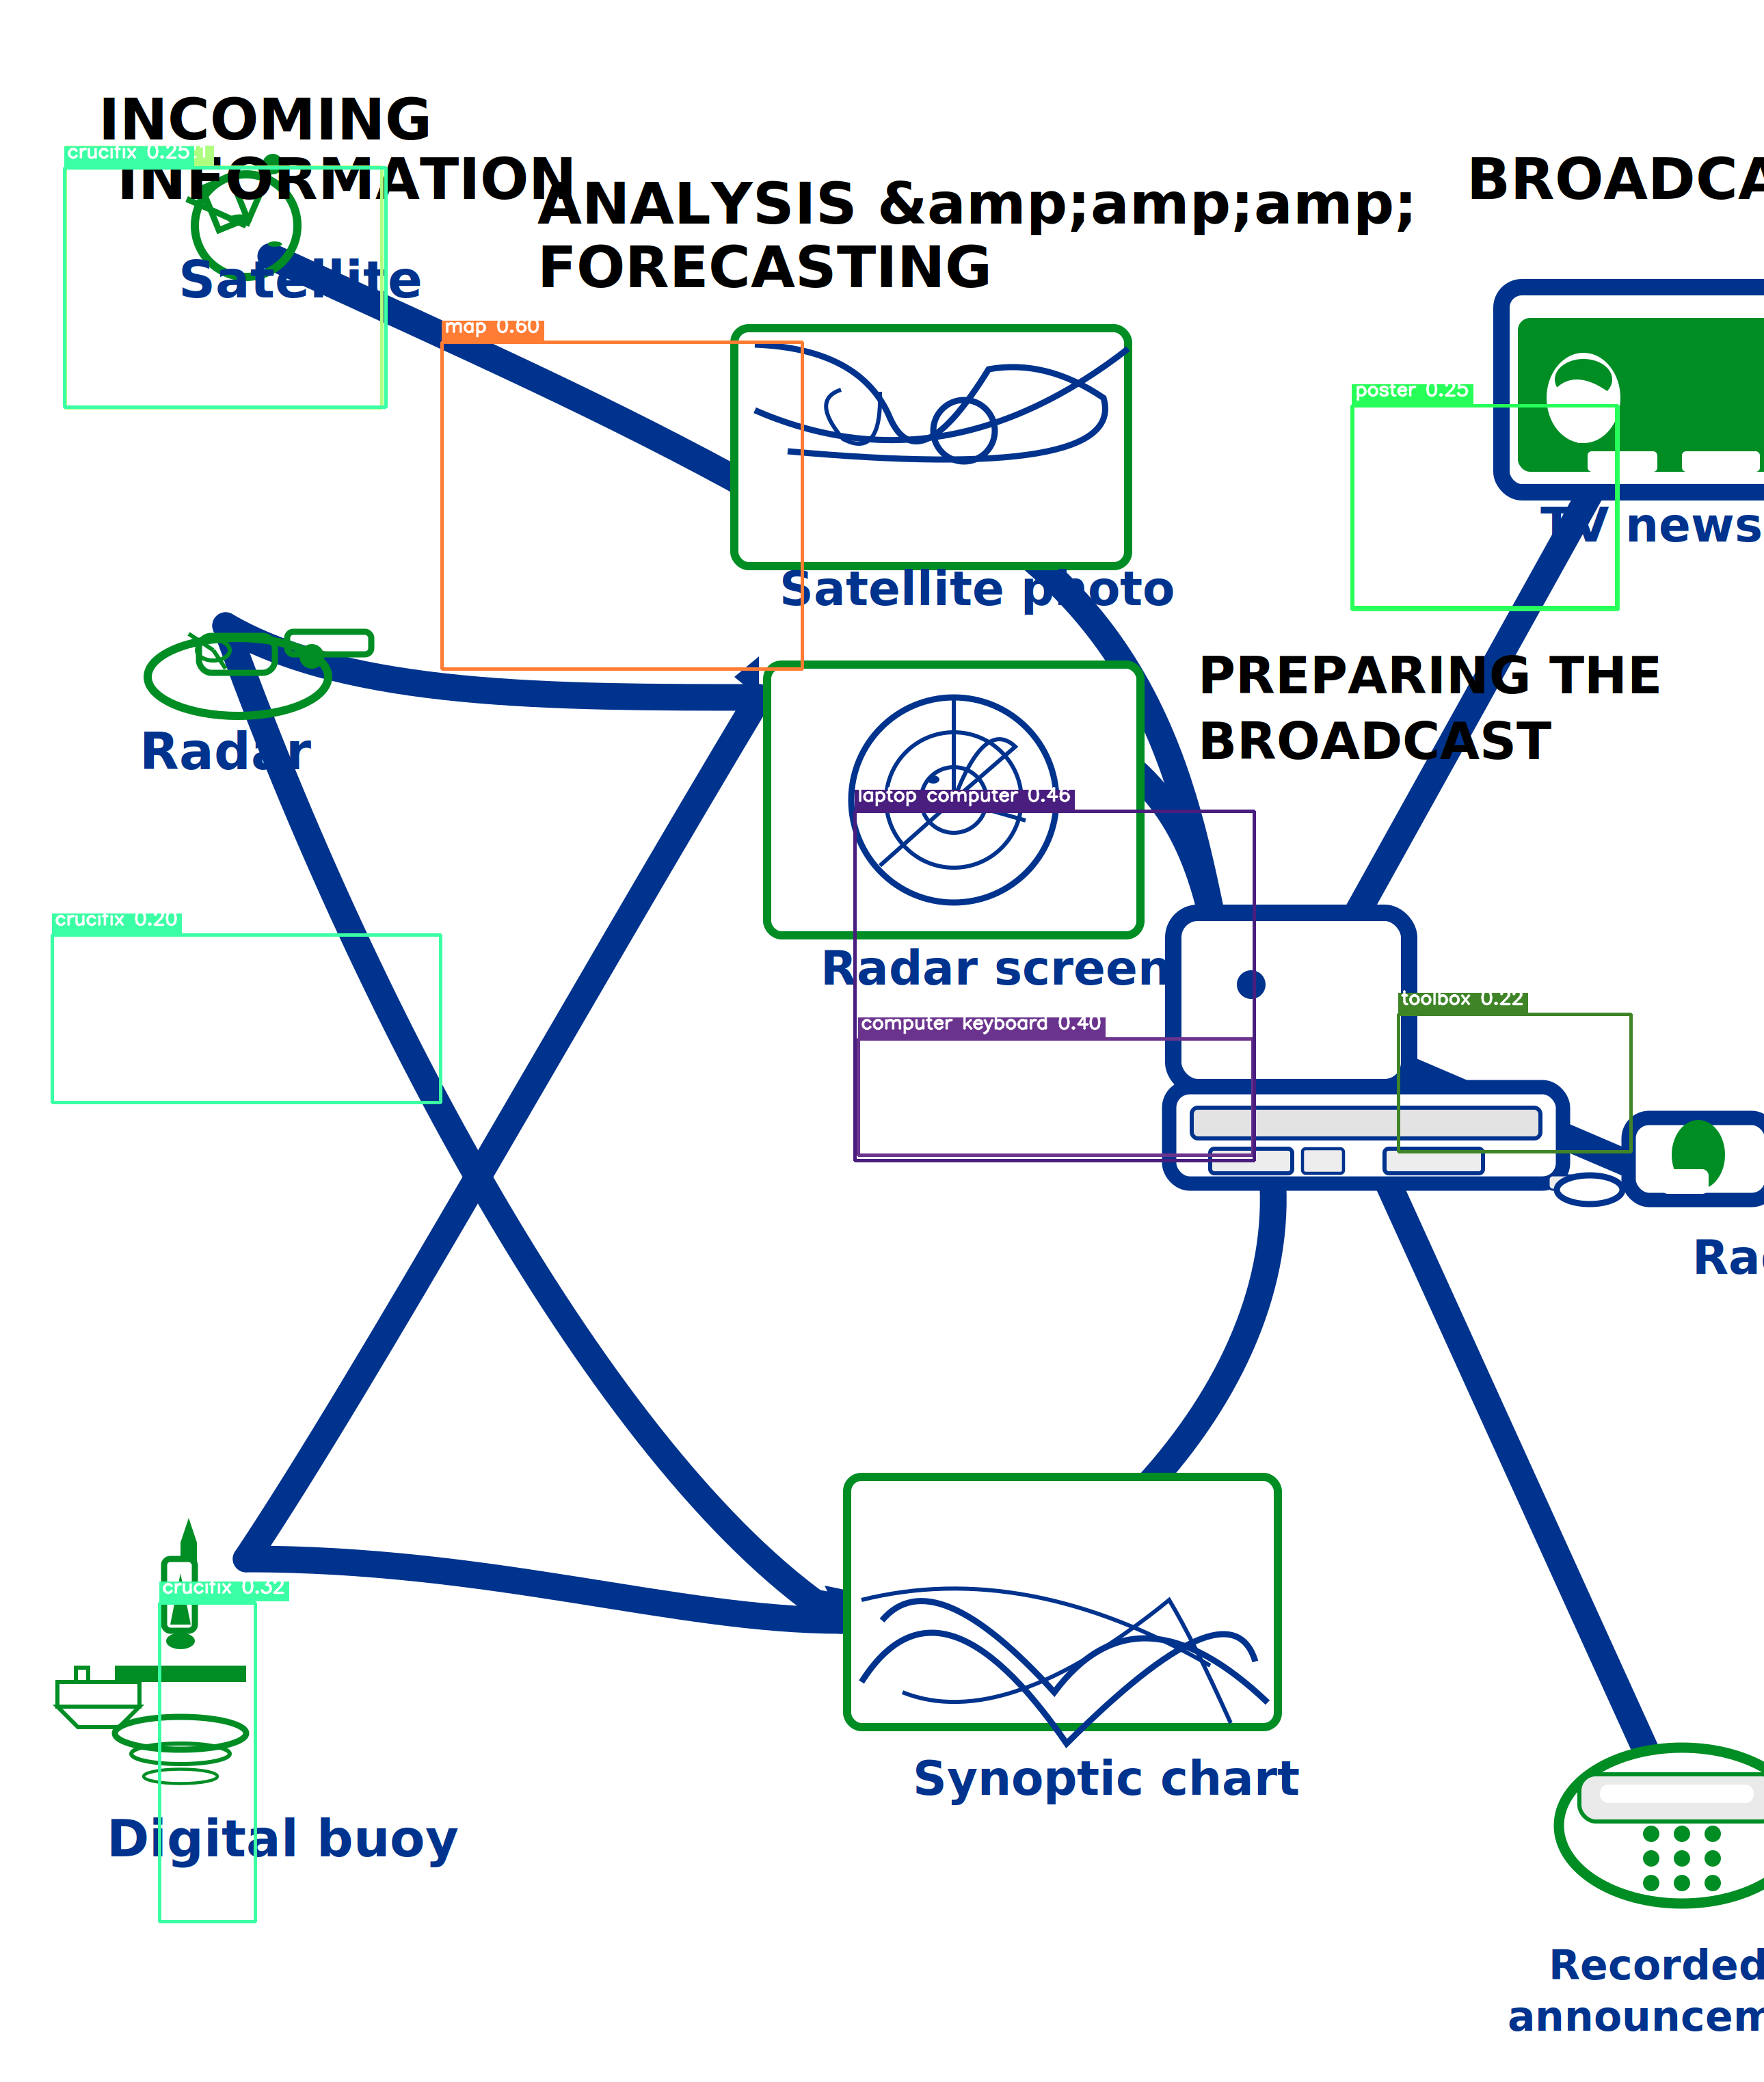 INCOMING
INFORMATION
crucifix 0.25
ANALYSIS &amp;amp;amp;
FORECASTING
BROADCA
Satellite
map 0.60
poster 0.25
TV news
Satellite photo
PREPARING THE
BROADCAST
Radar
laptop computer 0.46
crucifix 0.20
Radar screen
toolbox 0.22
computer keyboard 0.40
Rad
crucifix 0.32
Synoptic chart
Digital buoy
Recorded
announcem